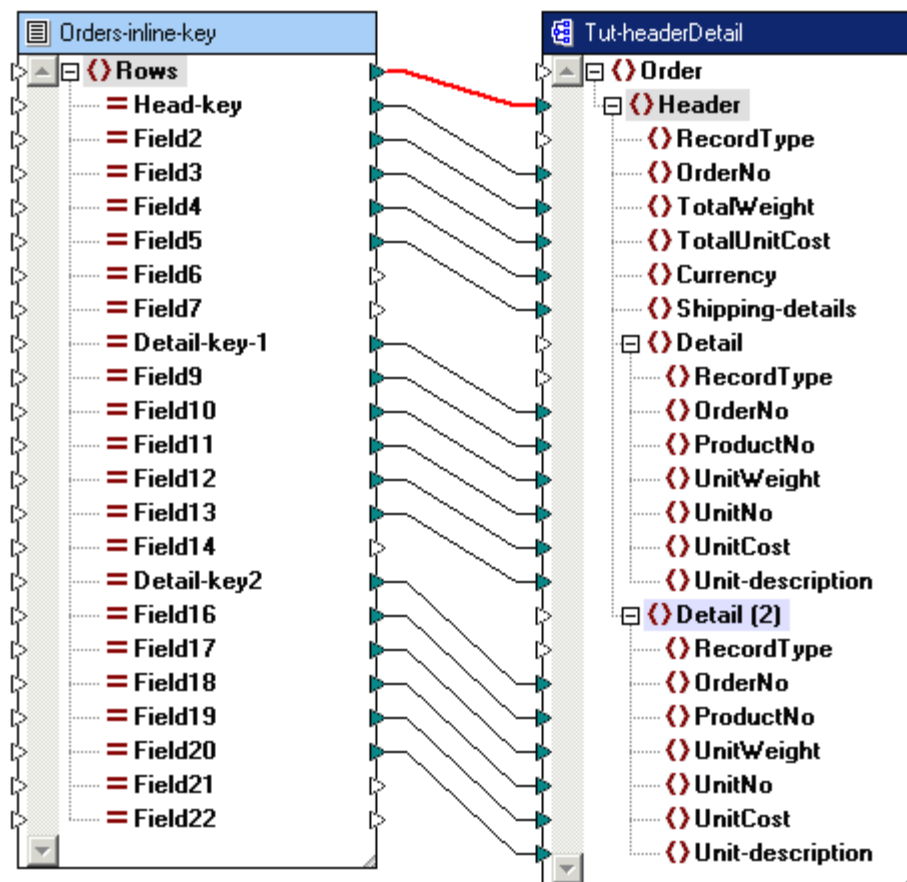 Orders-inline-key
Rows
Head-key
Field2
Field3
Field4
Field5
Field6
Field7
Detail-key-1
Field9
Field10
Field11
Field12
Field13
Field14
Detail-key2
Field16
Field17
Field18
Field19
Field20
Field21
Field22
Tut-headerDetail
Order
Header
RecordType
OrderNo
TotalWeight
TotalUnitCost
Currency
Shipping-details
Detail
RecordType
OrderNo
ProductNo
UnitWeight
UnitNo
UnitCost
Unit-description
Detail (2)
RecordType
OrderNo
ProductNo
UnitWeight
UnitNo
UnitCost
Unit-description